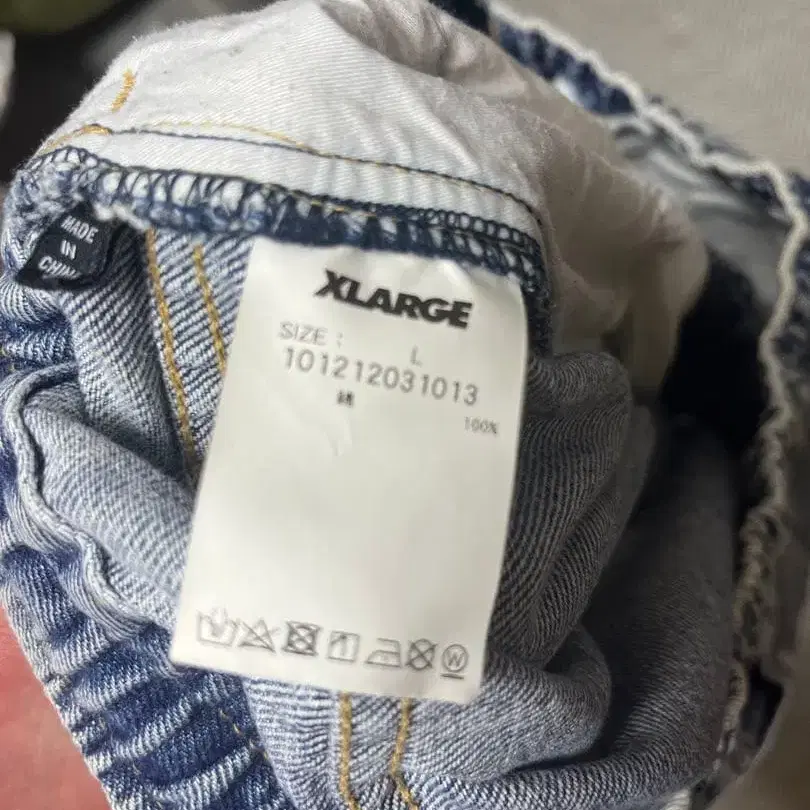 MADE
IN
CHINA
XLARGE
SIZE : L
101212031013
綿
100%
W